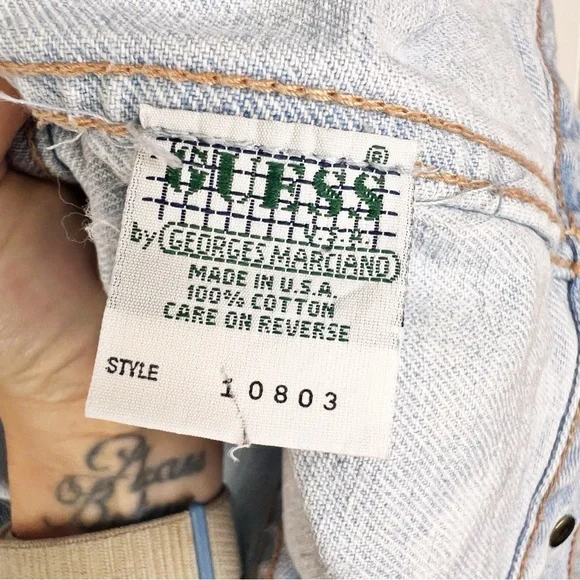 GUESS ®
U.S.A.
by GEORGES MARCIANO
MADE IN U.S.A.
100% COTTON
CARE ON REVERSE
STYLE 10803